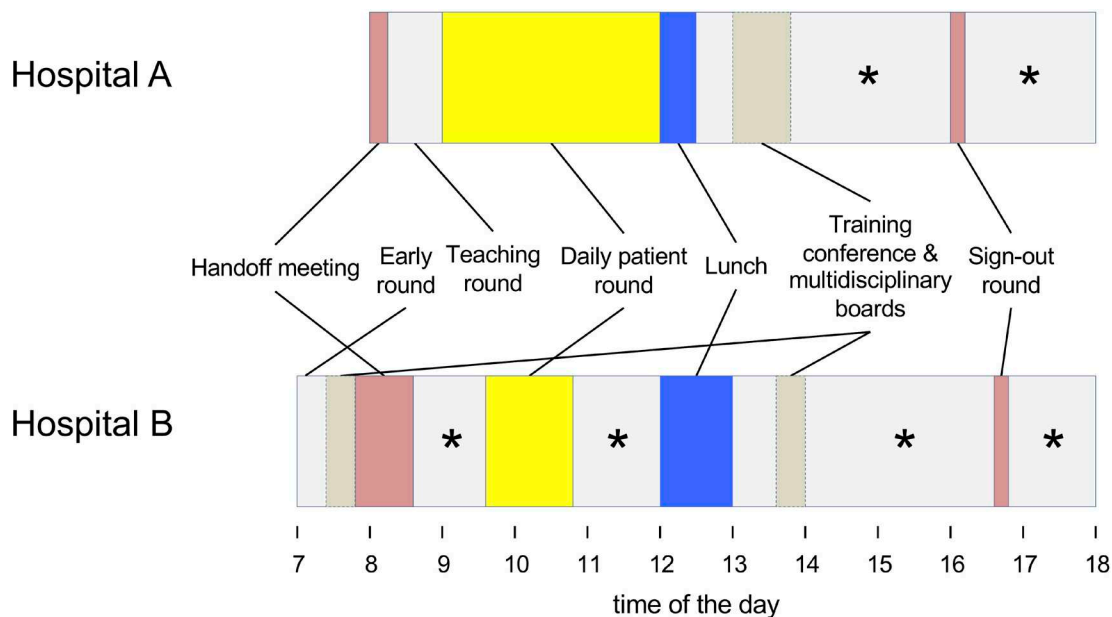 Hospital A
*
*
Handoff meeting
Early
round
Teaching
round
Daily patient
round
Lunch
Training
conference &
multidisciplinary
boards
Sign-out
round
Hospital B
*
*
*
*
7 8 9 10 11 12 13 14 15 16 17 18
time of the day